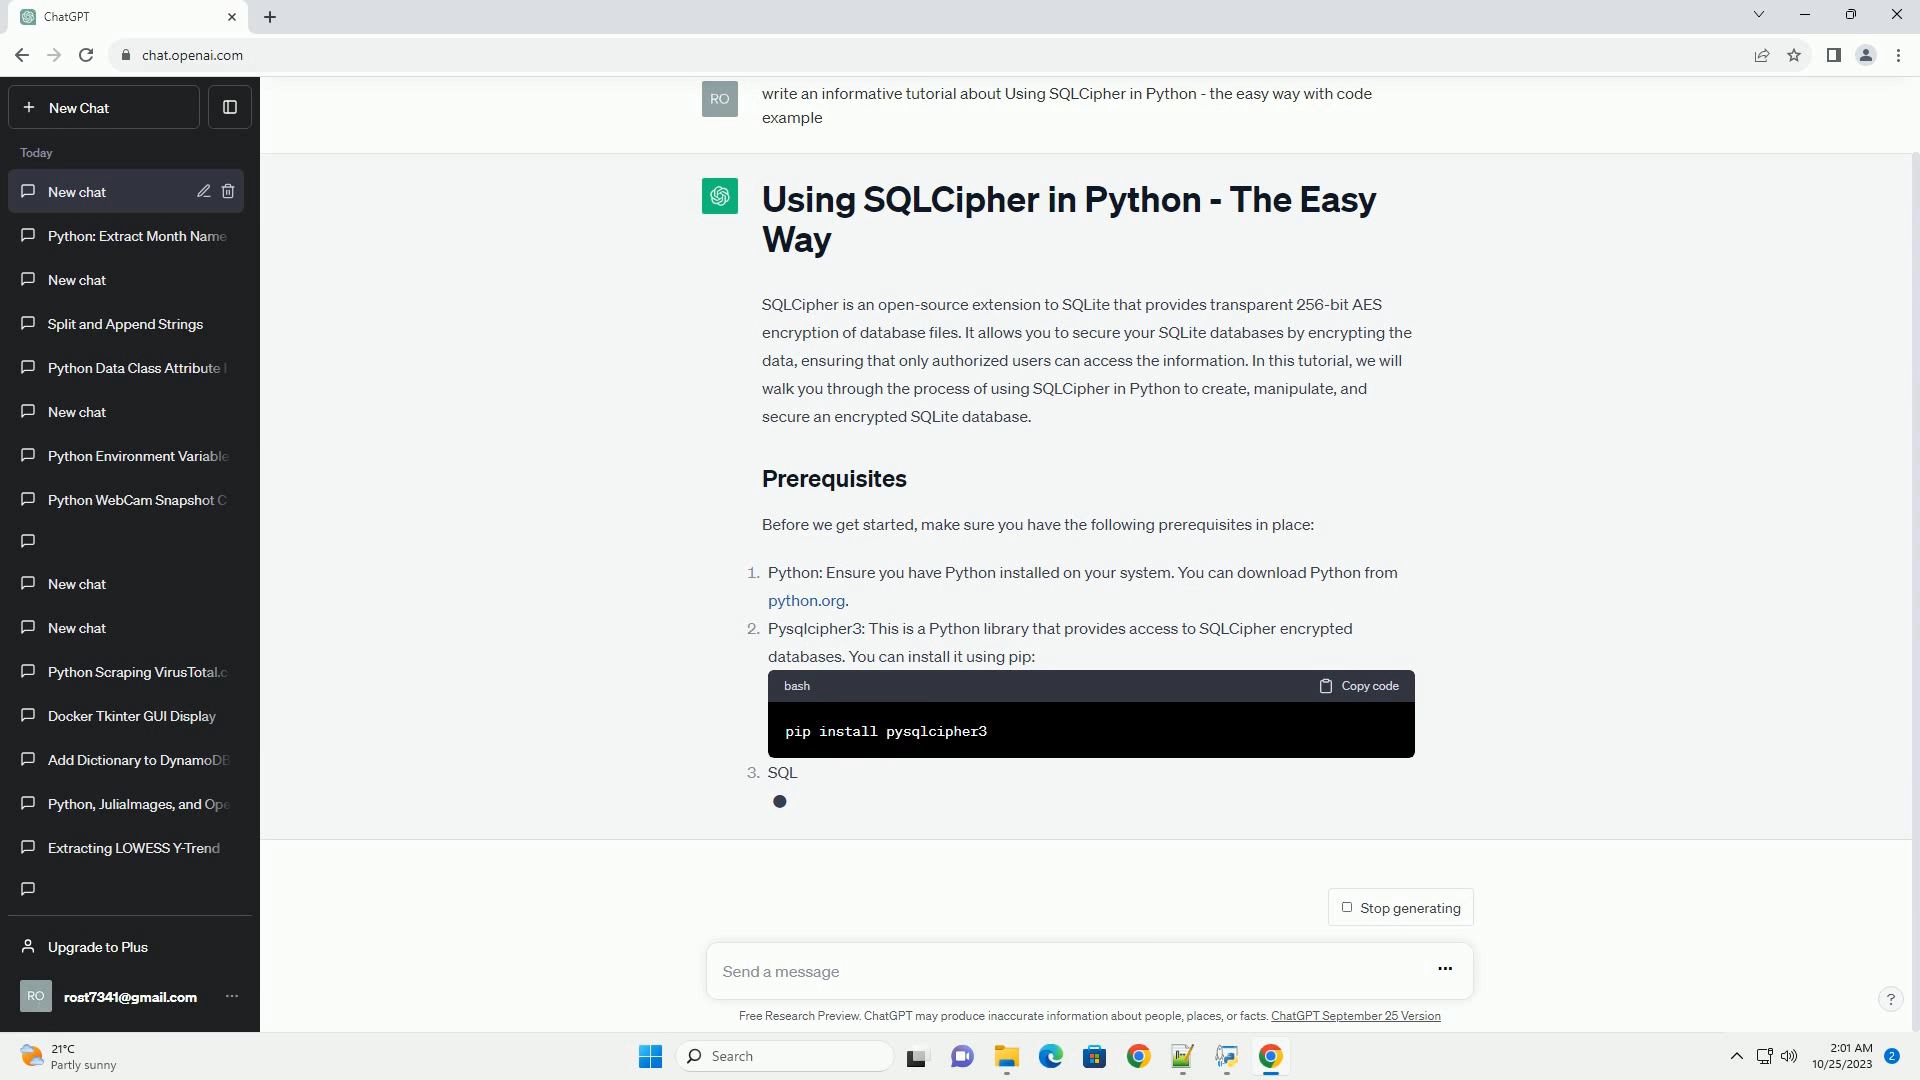 ChatGPT
chat.openai.com
New Chat
Today
New chat
Python: Extract Month Name
New chat
Split and Append Strings
Python Data Class Attribute
New chat
Python Environment Variable
Python WebCam Snapshot C
New chat
New chat
Python Scraping VirusTotal.c
Docker Tkinter GUI Display
Add Dictionary to DynamoDB
Python, JuliaImages, and Ope
Extracting LOWESS Y-Trend
Upgrade to Plus
RO rost7341@gmail.com
RO
write an informative tutorial about Using SQLCipher in Python - the easy way with code
example
Using SQLCipher in Python - The Easy
Way
SQLCipher is an open-source extension to SQLite that provides transparent 256-bit AES
encryption of database files. It allows you to secure your SQLite databases by encrypting the
data, ensuring that only authorized users can access the information. In this tutorial, we will
walk you through the process of using SQLCipher in Python to create, manipulate, and
secure an encrypted SQLite database.
Prerequisites
Before we get started, make sure you have the following prerequisites in place:
1. Python: Ensure you have Python installed on your system. You can download Python from
python.org.
2. Pysqlcipher3: This is a Python library that provides access to SQLCipher encrypted
databases. You can install it using pip:
bash Copy code
pip install pysqlcipher3
3. SQL
Stop generating
Send a message
Free Research Preview. ChatGPT may produce inaccurate information about people, places, or facts. ChatGPT September 25 Version
?
21°C
Partly sunny
Search
2:01 AM
10/25/2023
2